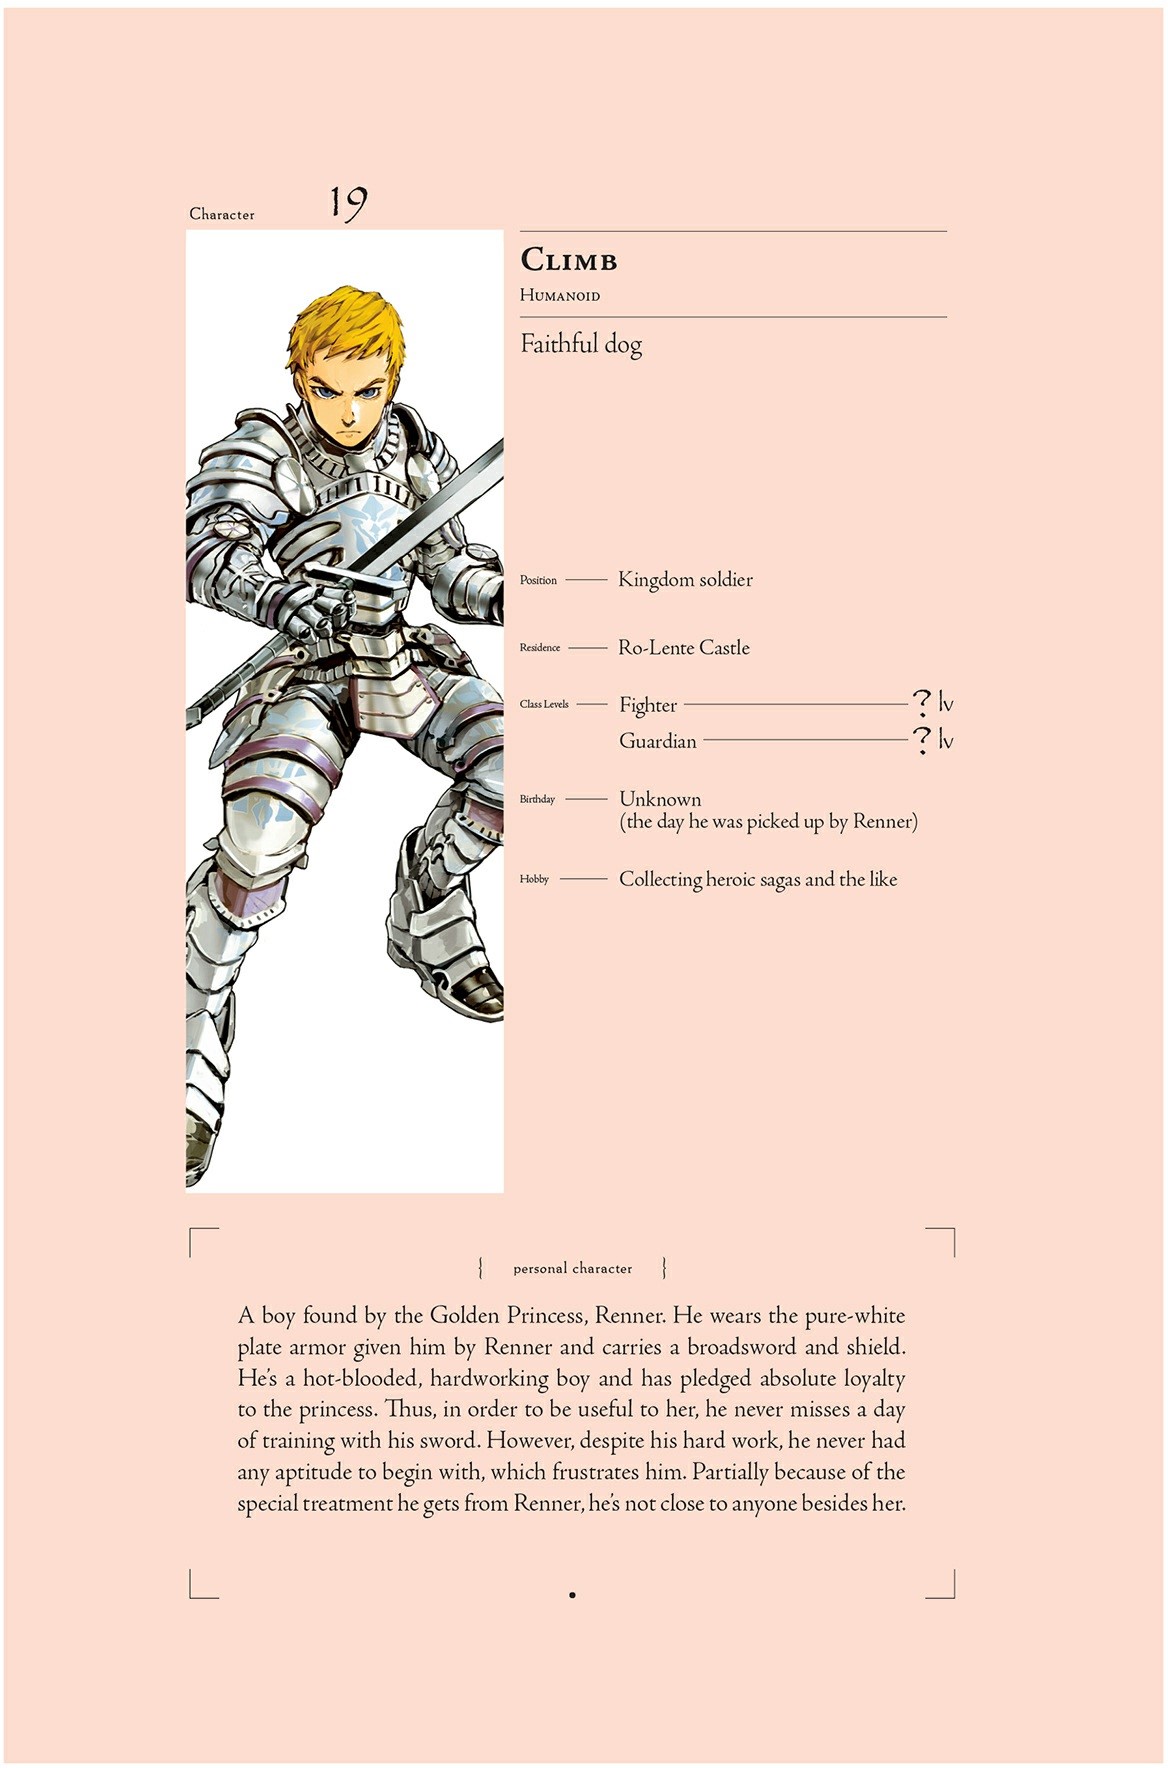 Character 19
Climb
Humanoid
Faithful dog
Position Kingdom soldier
Residence Ro-Lente Castle
Class Levels Fighter ? lv
Guardian ? lv
Birthday Unknown
(the day he was picked up by Renner)
Hobby Collecting heroic sagas and the like
{ personal character }
A boy found by the Golden Princess, Renner. He wears the pure-white
plate armor given him by Renner and carries a broadsword and shield.
He's a hot-blooded, hardworking boy and has pledged absolute loyalty
to the princess. Thus, in order to be useful to her, he never misses a day
of training with his sword. However, despite his hard work, he never had
any aptitude to begin with, which frustrates him. Partially because of the
special treatment he gets from Renner, he's not close to anyone besides her.